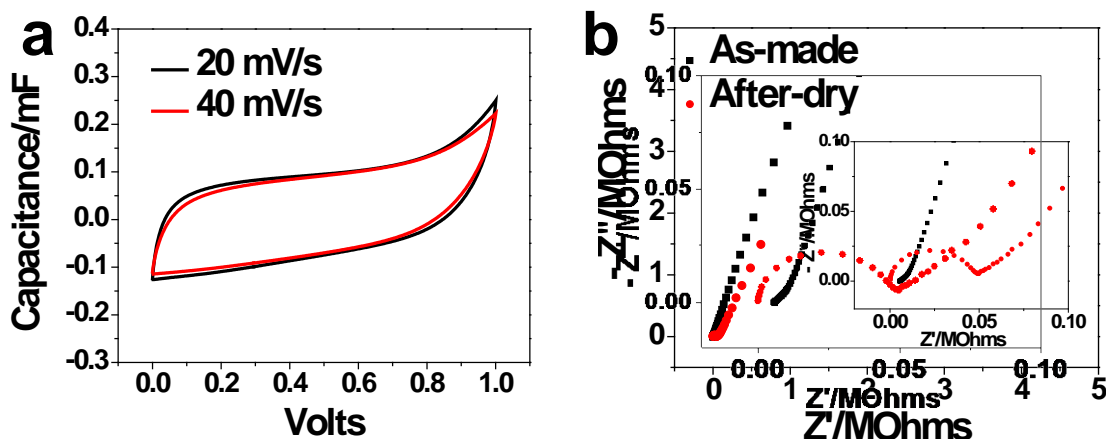 a
20 mV/s
40 mV/s
Capacitance/mF
0.4
0.3
0.2
0.1
0.0
-0.1
-0.2
-0.3
0.0 0.2 0.4 0.6 0.8 1.0
Volts
b
As-made
After-dry
-Z''/MOhms
5
4
3
2
1
0
0 1 2 3 4 5
Z'/MOhms
-Z''/MOhms
0.10
0.05
0.00
0.00 0.05 0.10
Z'/MOhms
-Z''/MOhms
0.10
0.05
0.00
0.00 0.05 0.10
Z'/MOhms